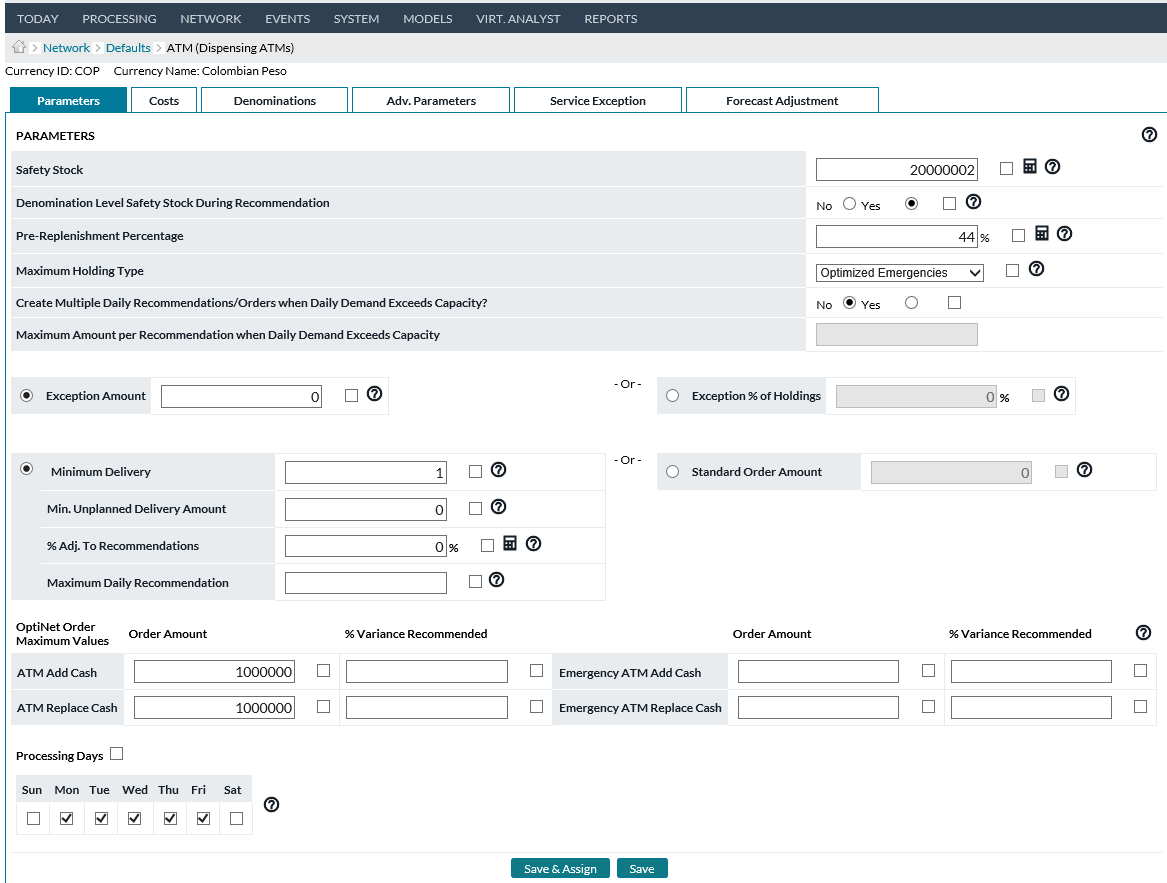 TODAY PROCESSING NETWORK EVENTS SYSTEM MODELS VIRT. ANALYST REPORTS
> Network > Defaults > ATM (Dispensing ATMs)
Currency ID: COP Currency Name: Colombian Peso
Parameters Costs Denominations Adv. Parameters Service Exception Forecast Adjustment
PARAMETERS
Safety Stock 20000002
Denomination Level Safety Stock During Recommendation No Yes
Pre-Replenishment Percentage 44 %
Maximum Holding Type Optimized Emergencies
Create Multiple Daily Recommendations/Orders when Daily Demand Exceeds Capacity? No Yes
Maximum Amount per Recommendation when Daily Demand Exceeds Capacity
Exception Amount 0 - Or - Exception % of Holdings 0 %
Minimum Delivery 1 - Or - Standard Order Amount 0
Min. Unplanned Delivery Amount 0
% Adj. To Recommendations 0 %
Maximum Daily Recommendation
OptiNet Order
Maximum Values Order Amount % Variance Recommended Order Amount % Variance Recommended
ATM Add Cash 1000000 Emergency ATM Add Cash
ATM Replace Cash 1000000 Emergency ATM Replace Cash
Processing Days
Sun Mon Tue Wed Thu Fri Sat
Save & Assign Save